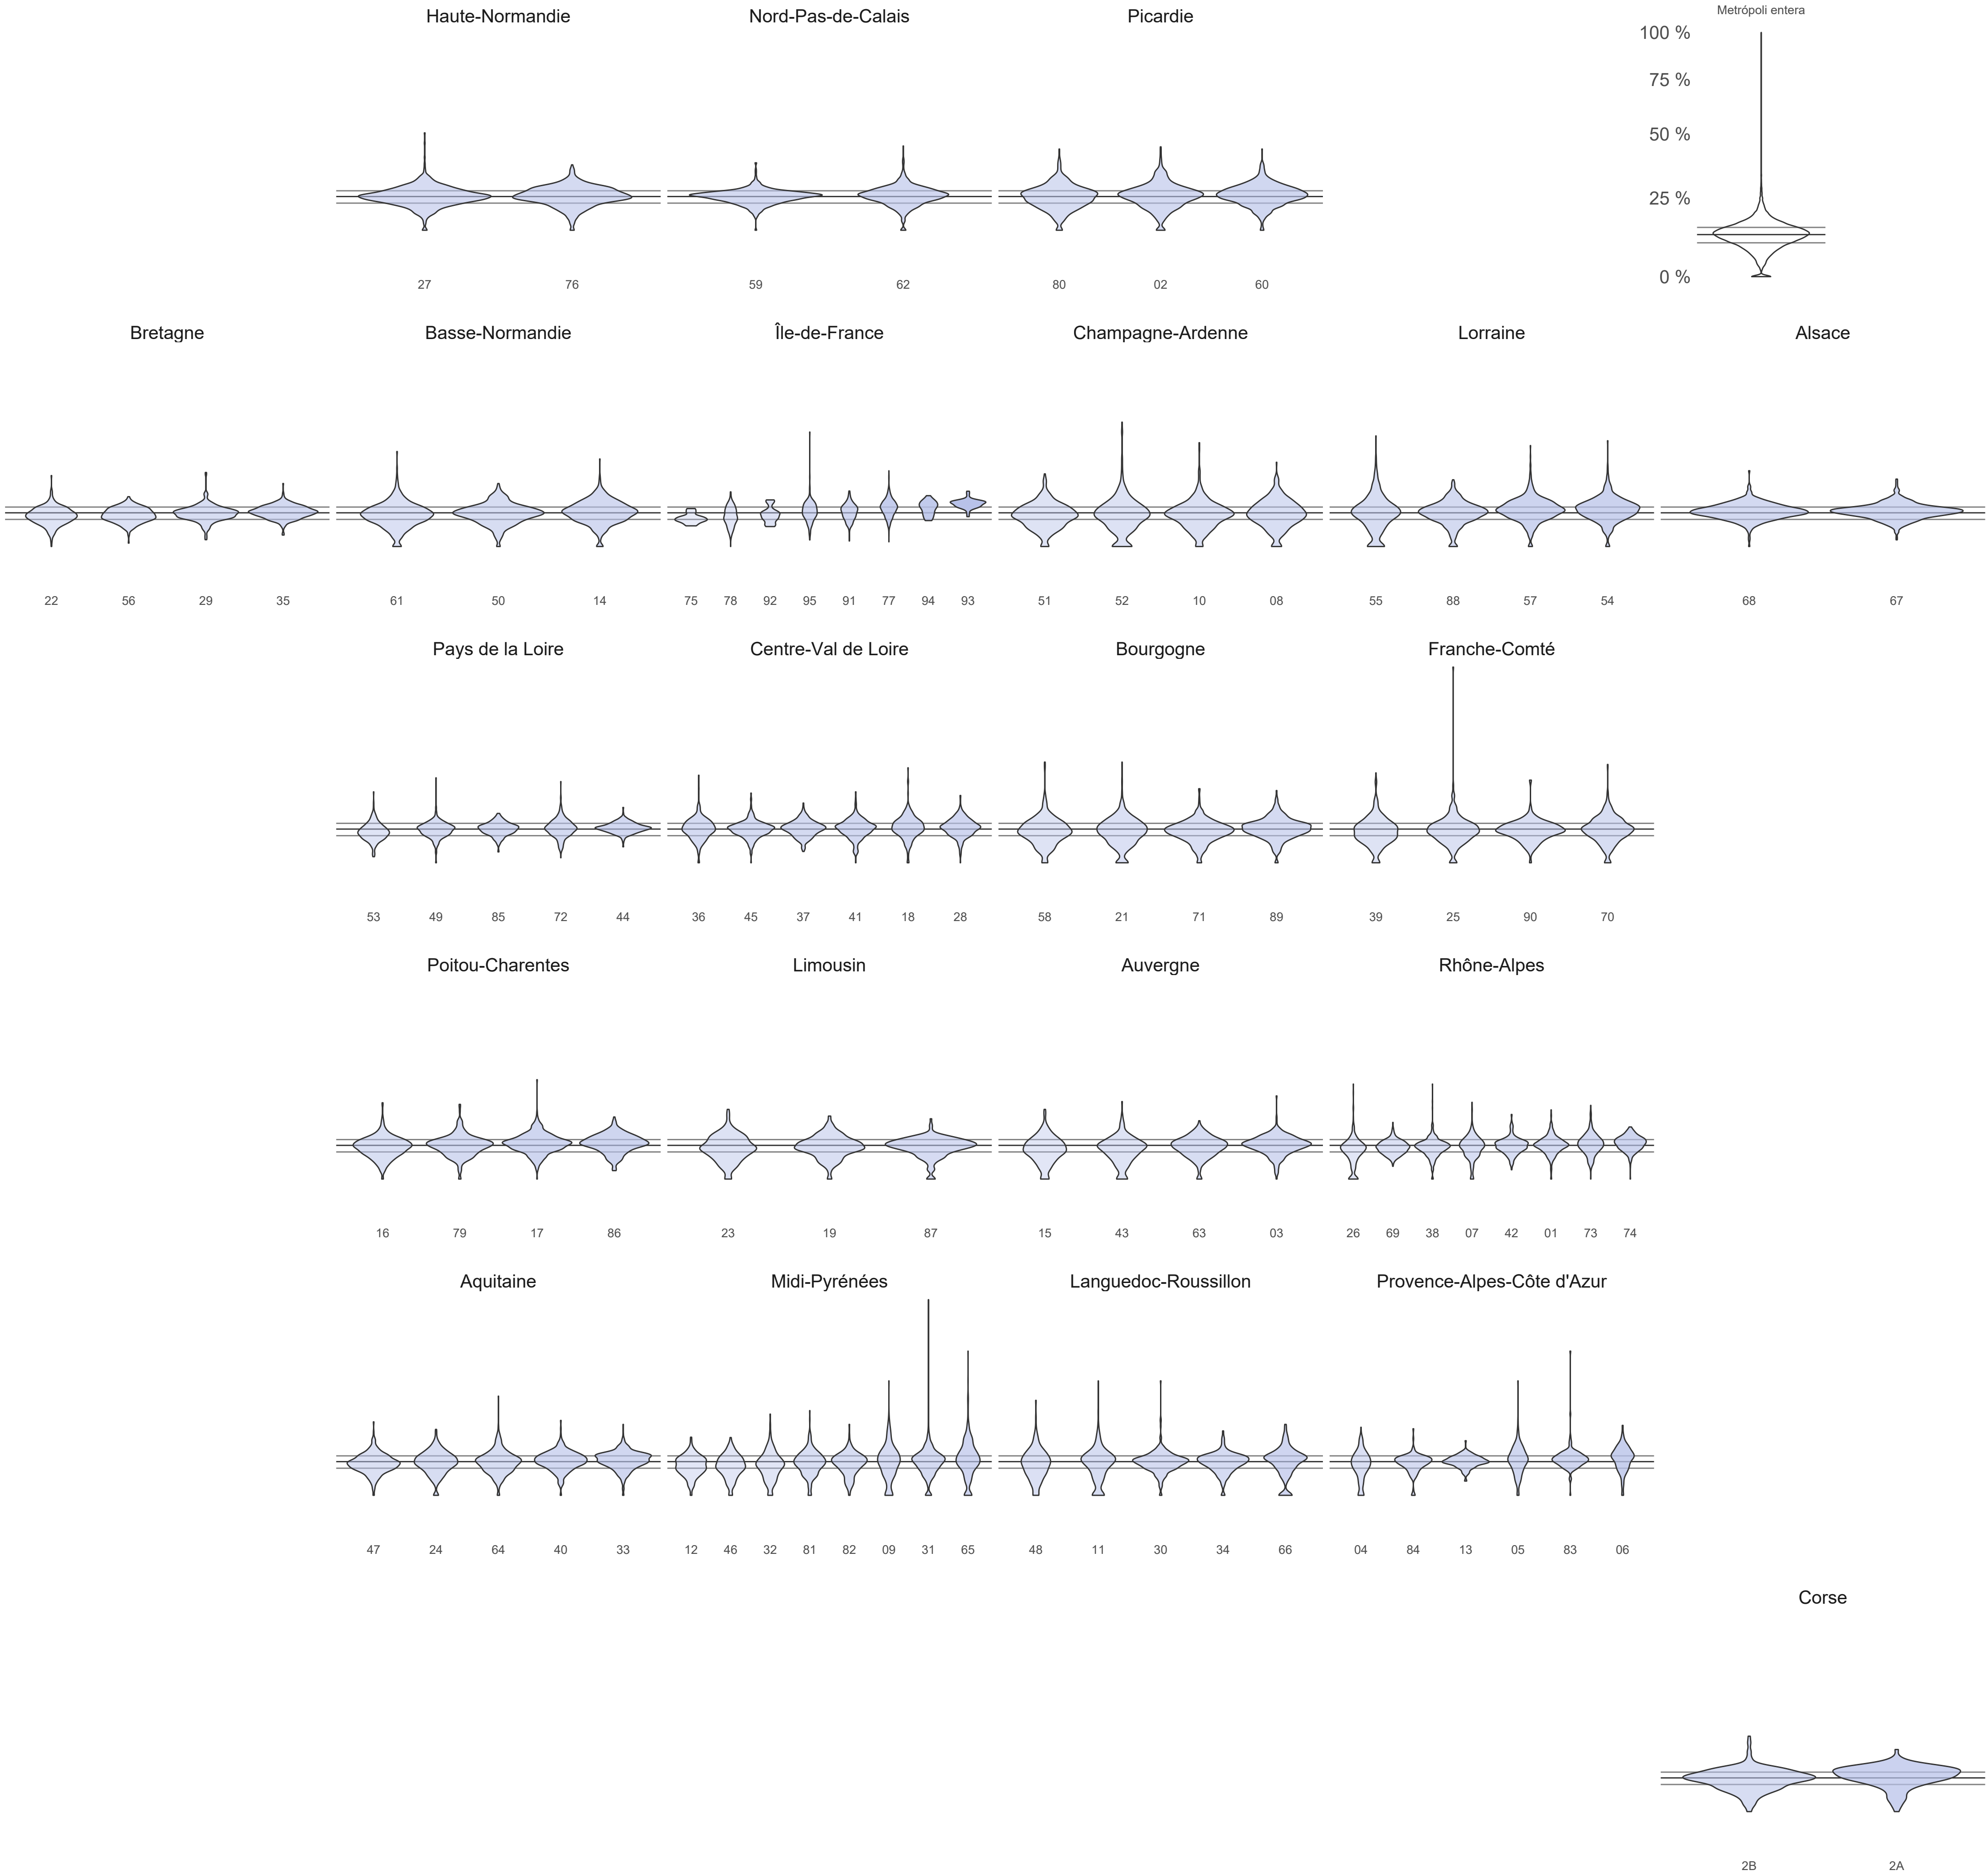 Haute-Normandie Nord-Pas-de-Calais Picardie Metrópoli entera
100 %
75 %
50 %
25 %
0 %
27 76 59 62 80 02 60
Bretagne Basse-Normandie Île-de-France Champagne-Ardenne Lorraine Alsace
22 56 29 35 61 50 14 75 78 92 95 91 77 94 93 51 52 10 08 55 88 57 54 68 67
Pays de la Loire Centre-Val de Loire Bourgogne Franche-Comté
53 49 85 72 44 36 45 37 41 18 28 58 21 71 89 39 25 90 70
Poitou-Charentes Limousin Auvergne Rhône-Alpes
16 79 17 86 23 19 87 15 43 63 03 26 69 38 07 42 01 73 74
Aquitaine Midi-Pyrénées Languedoc-Roussillon Provence-Alpes-Côte d'Azur
47 24 64 40 33 12 46 32 81 82 09 31 65 48 11 30 34 66 04 84 13 05 83 06
Corse
2B 2A